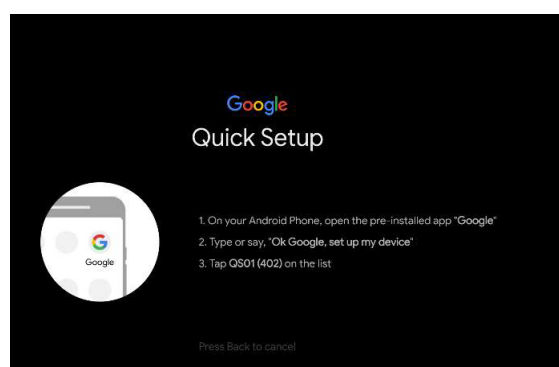 Google
Quick Setup
1. On your Android Phone, open the pre-installed app "Google"
2. Type or say, "Ok Google, set up my device"
3. Tap QS01 (402) on the list
G
Google
Press Back to cancel